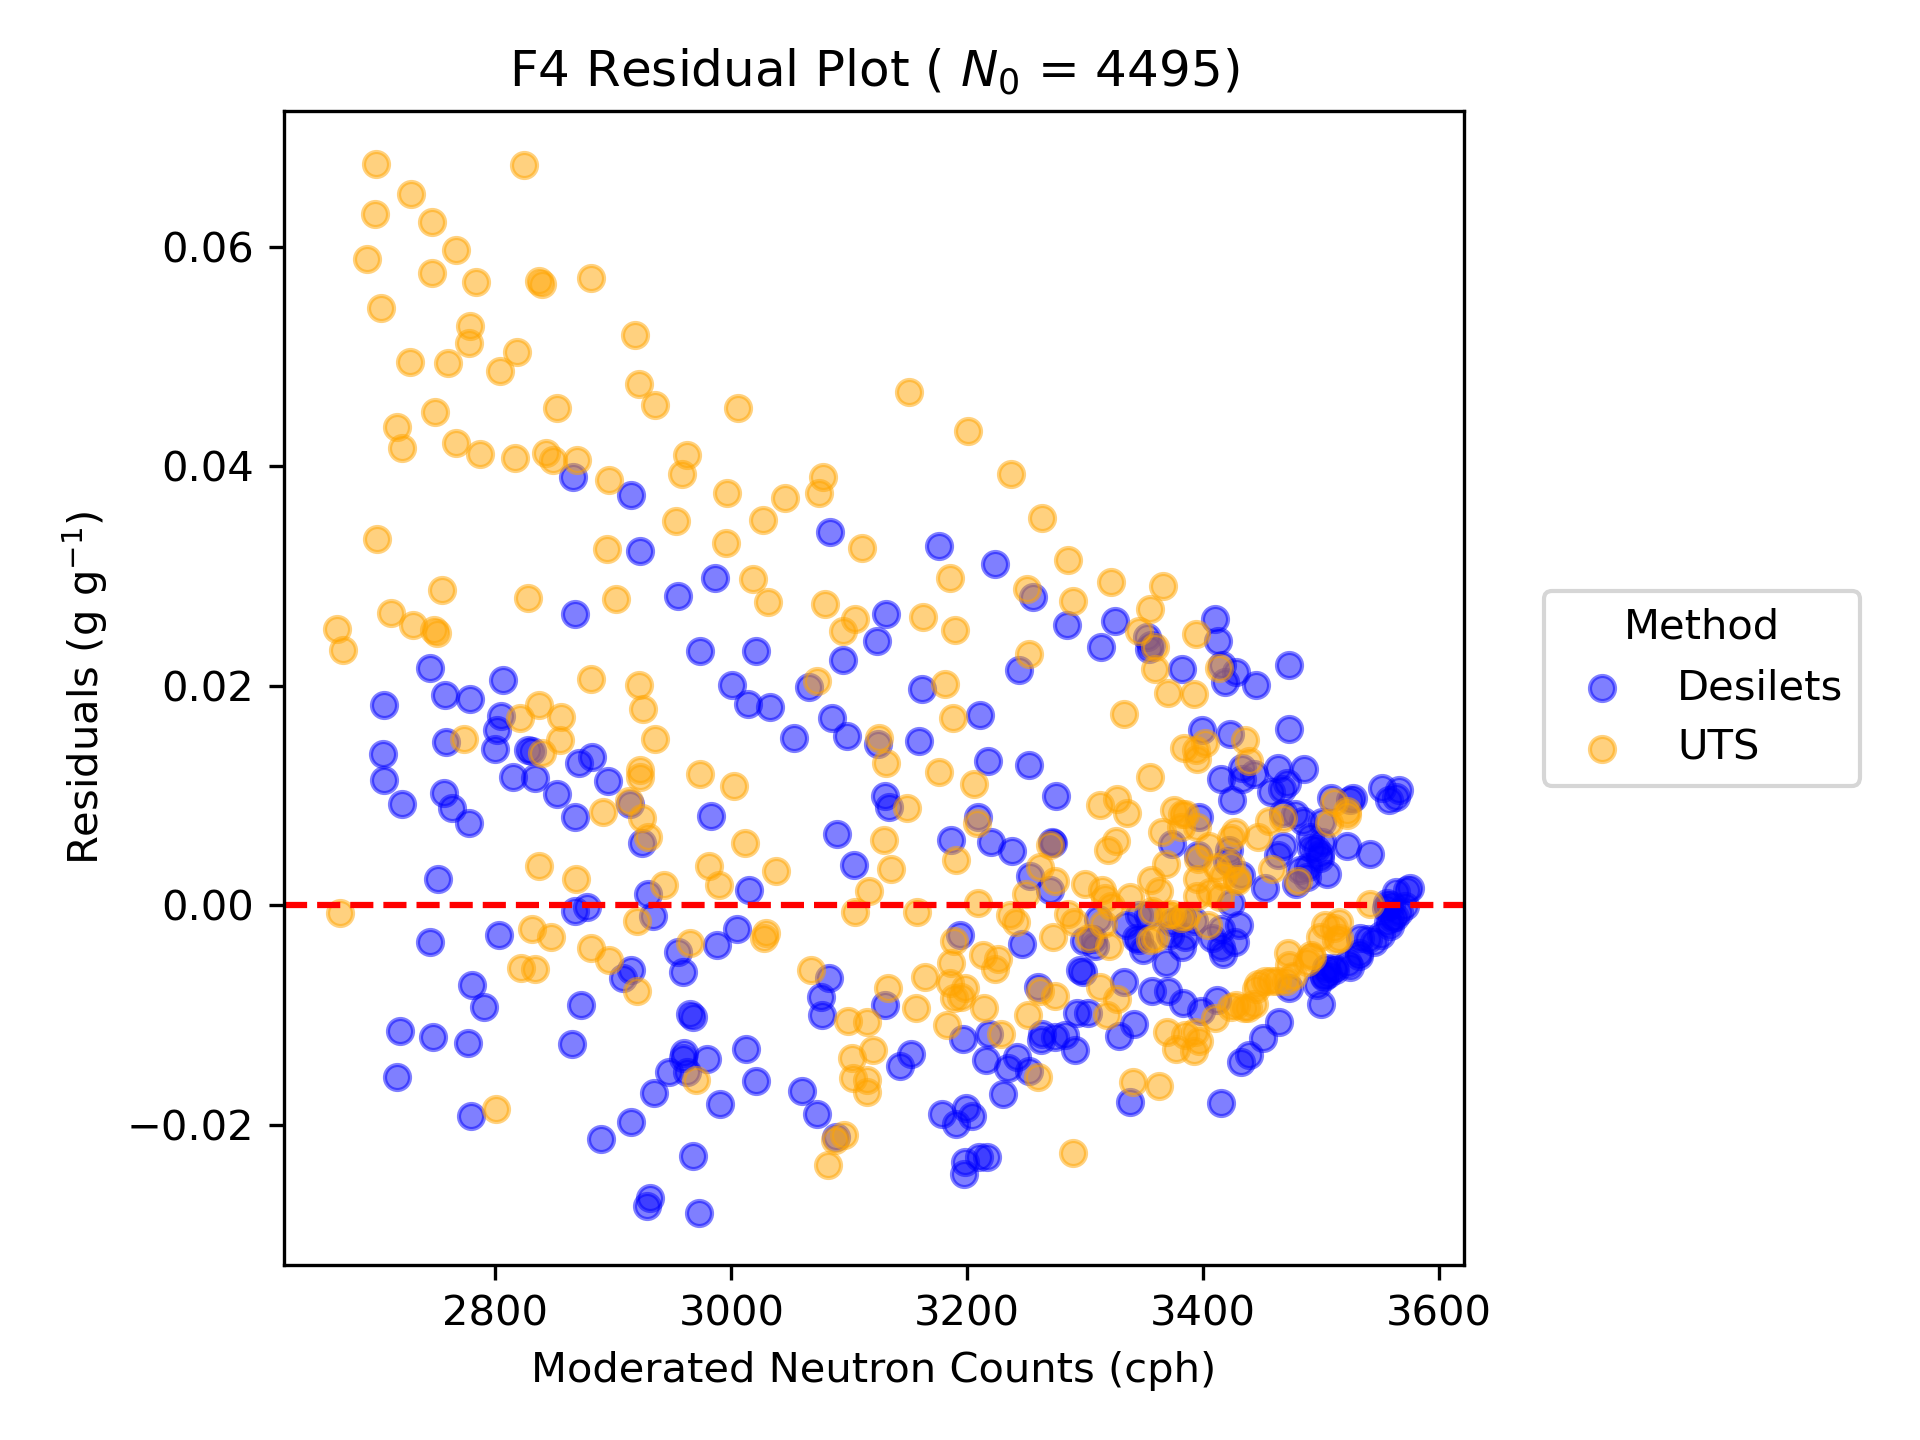 F4 Residual Plot ( N₀ = 4495)
0.06
0.04
0.02
0.00
−0.02
Residuals (g g⁻¹)
2800 3000 3200 3400 3600
Moderated Neutron Counts (cph)
Method
Desilets
UTS